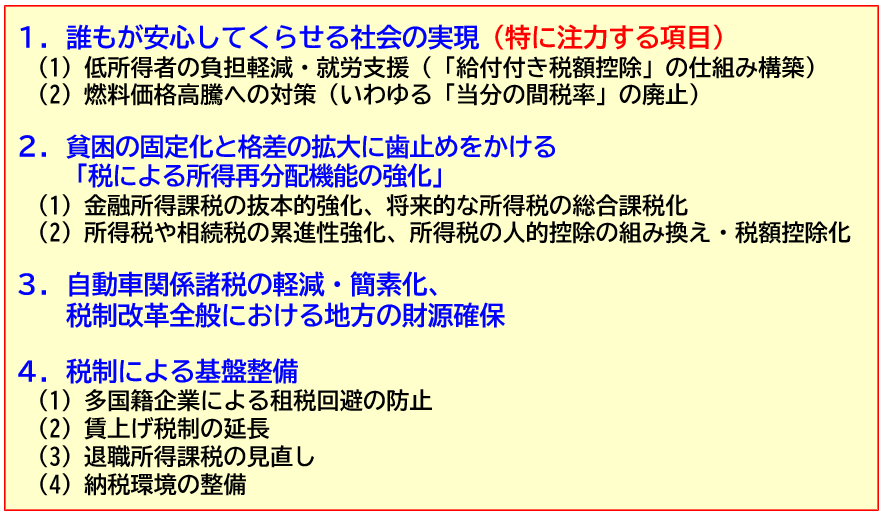 1．誰もが安心してくらせる社会の実現（特に注力する項目）
（1）低所得者の負担軽減・就労支援（「給付付き税額控除」の仕組み構築）
（2）燃料価格高騰への対策（いわゆる「当分の間税率」の廃止）
2．貧困の固定化と格差の拡大に歯止めをかける
「税による所得再分配機能の強化」
（1）金融所得課税の抜本的強化、将来的な所得税の総合課税化
（2）所得税や相続税の累進性強化、所得税の人的控除の組み換え・税額控除化
3．自動車関係諸税の軽減・簡素化、
税制改革全般における地方の財源確保
4．税制による基盤整備
（1）多国籍企業による租税回避の防止
（2）賃上げ税制の延長
（3）退職所得課税の見直し
（4）納税環境の整備